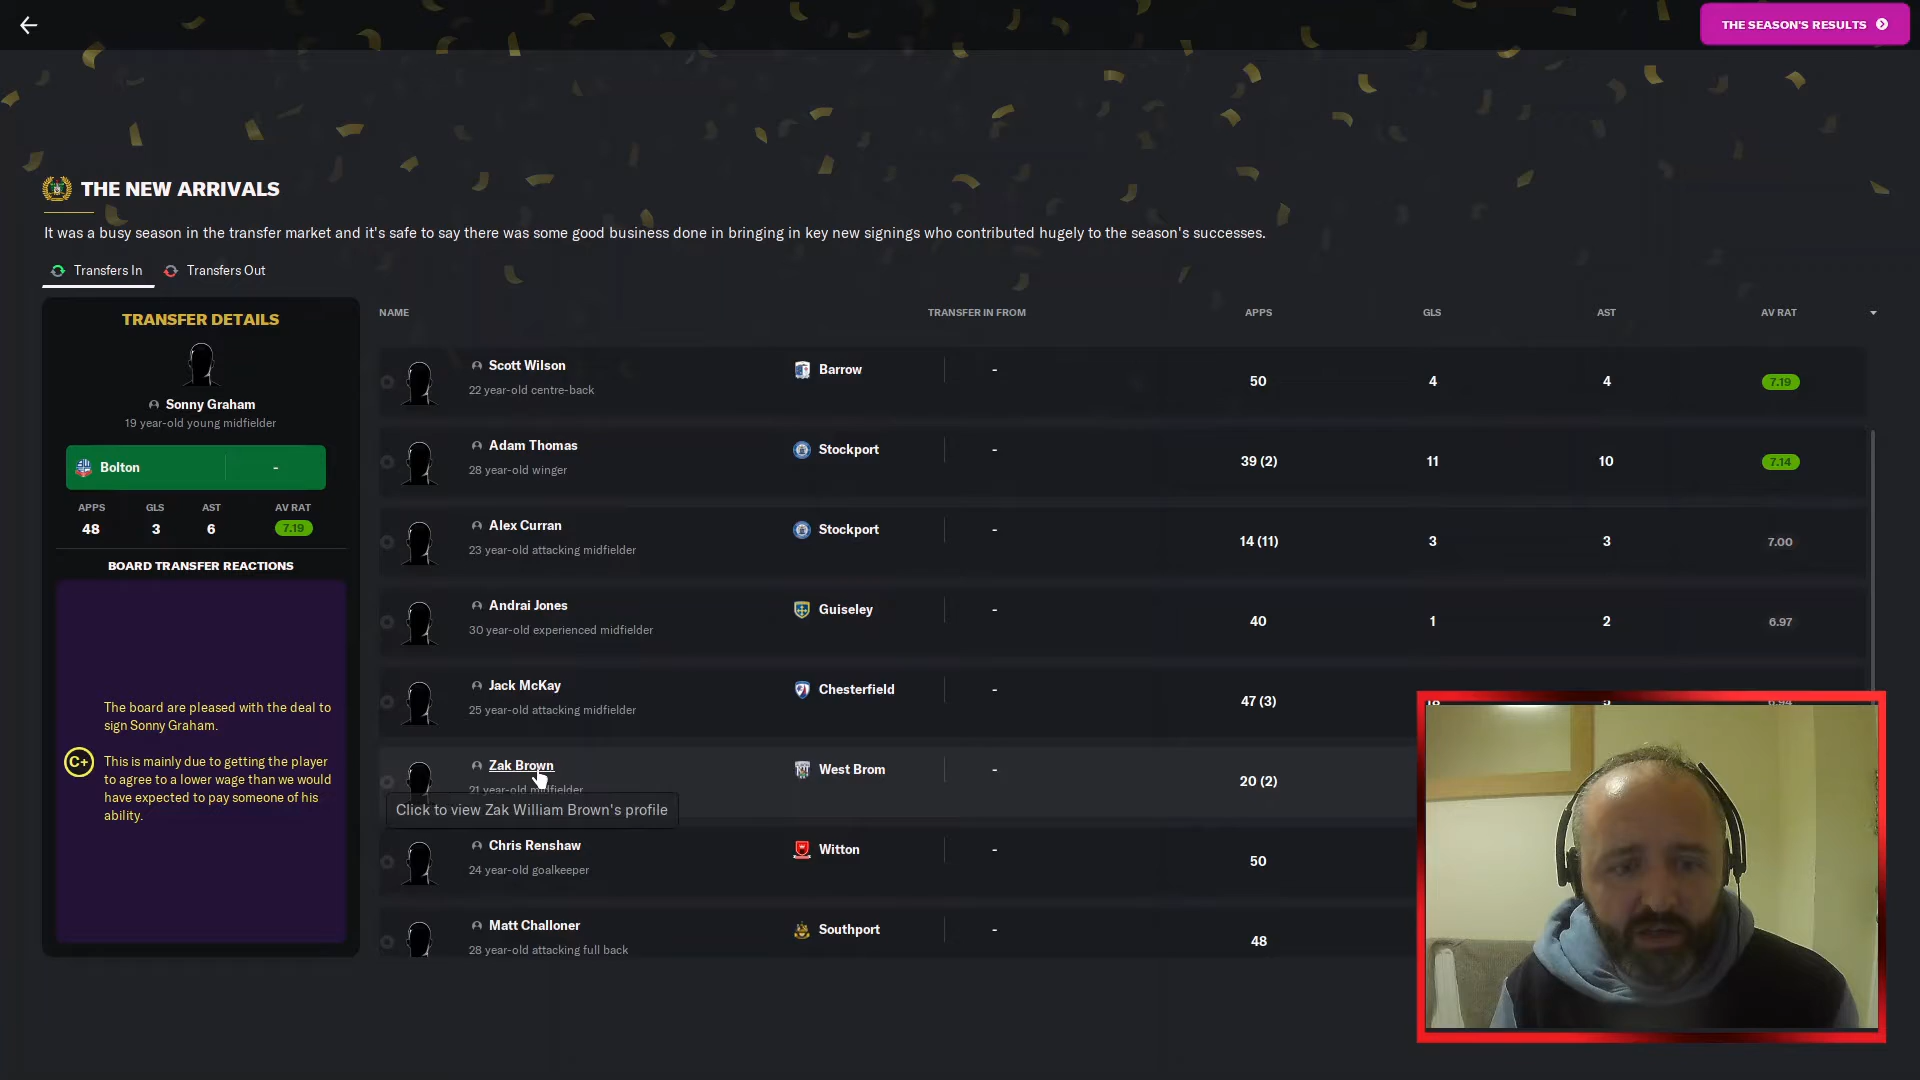 THE SEASON'S RESULTS
THE NEW ARRIVALS
It was a busy season in the transfer market and it's safe to say there was some good business done in bringing in key new signings who contributed hugely to the season's successes.
Transfers In
Transfers Out
TRANSFER DETAILS
Sonny Graham
19 year-old young midfielder
Bolton -
APPS GLS AST AV RAT
48 3 6 7.19
BOARD TRANSFER REACTIONS
The board are pleased with the deal to
sign Sonny Graham.
C+
This is mainly due to getting the player
to agree to a lower wage than we would
have expected to pay someone of his
ability.
NAME TRANSFER IN FROM APPS GLS AST AV RAT
Scott Wilson Barrow - 50 4 4 7.19
22 year-old centre-back
Adam Thomas Stockport - 39 (2) 11 10 7.14
28 year-old winger
Alex Curran Stockport - 14 (11) 3 3 7.00
23 year-old attacking midfielder
Andrai Jones Guiseley - 40 1 2 6.97
30 year-old experienced midfielder
Jack McKay Chesterfield - 47 (3)
25 year-old attacking midfielder
Zak Brown West Brom - 20 (2)
21 year-old midfielder
Click to view Zak William Brown's profile
Chris Renshaw Witton - 50
24 year-old goalkeeper
Matt Challoner Southport - 48
28 year-old attacking full back